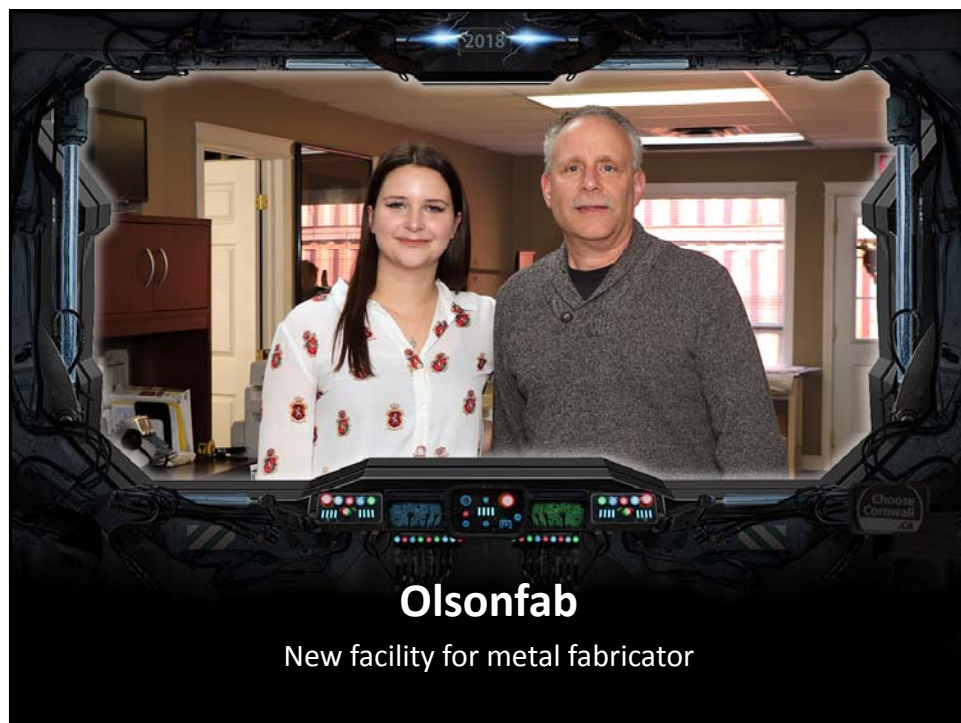 2018
Choose
Cornwall
.ca
Olsonfab
New facility for metal fabricator